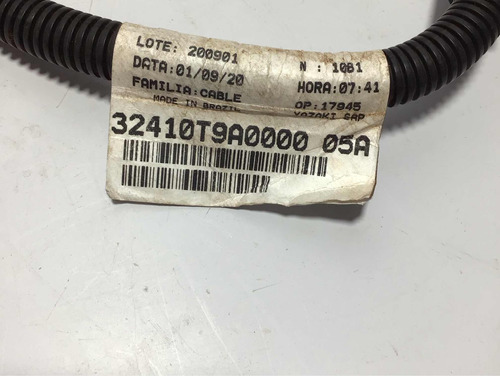 LOTE: 200901 N : 1081
DATA:01/09/20 HORA:07:41
FAMILIA:CABLE OP:17945
MADE IN BRAZIL YAZAKI SAP
32410T9A0000 05A